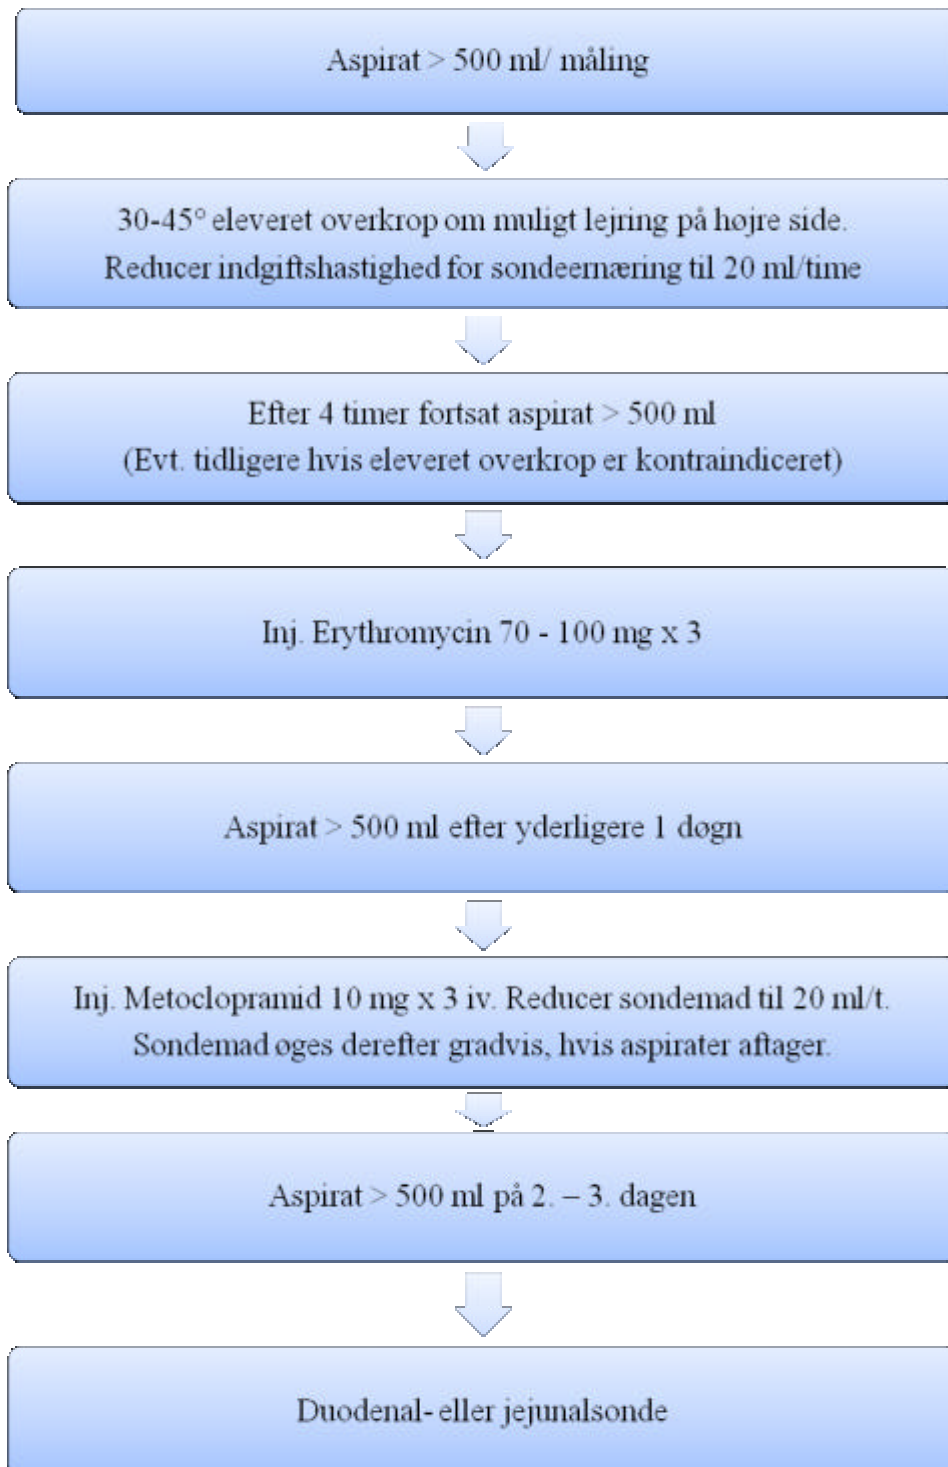 Aspirat > 500 ml/ måling
30-45° eleveret overkrop om muligt lejring på højre side.
Reducer indgiftshastighed for sondeernæring til 20 ml/time
Efter 4 timer fortsat aspirat > 500 ml
(Evt. tidligere hvis eleveret overkrop er kontraindiceret)
Inj. Erythromycin 70 - 100 mg x 3
Aspirat > 500 ml efter yderligere 1 døgn
Inj. Metoclopramid 10 mg x 3 iv. Reducer sondemad til 20 ml/t.
Sondemad øges derefter gradvis, hvis aspirater aftager.
Aspirat > 500 ml på 2. – 3. dagen
Duodenal- eller jejunalsonde